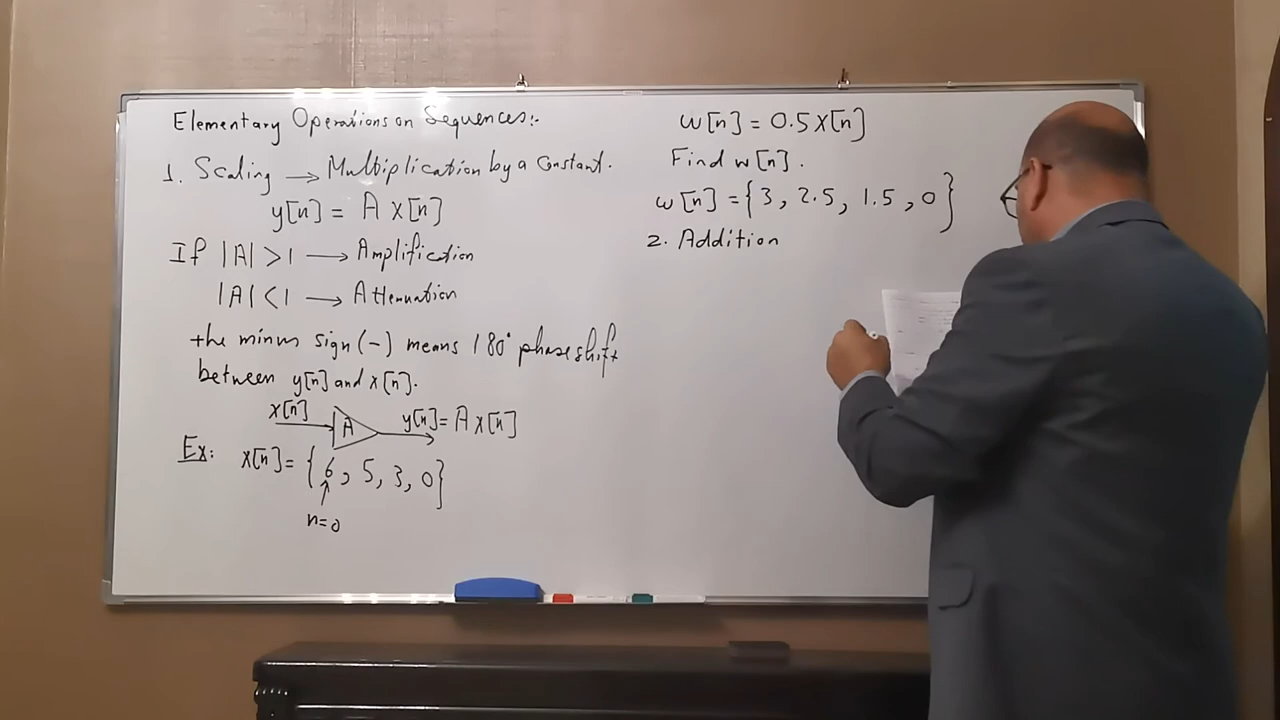 Elementary Operations on Sequences:-
1. Scaling → Multiplication by a Constant.
y[n] = A x[n]
If |A| > 1 → Amplification
|A| < 1 → Attenuation
the minus sign (-) means 180° phase shift
between y[n] and x[n].
x[n] A y[n] = A x[n]
Ex: x[n] = {6, 5, 3, 0}
↑
n=0
w[n] = 0.5 x[n]
Find w[n].
w[n] = {3, 2.5, 1.5, 0}
2. Addition